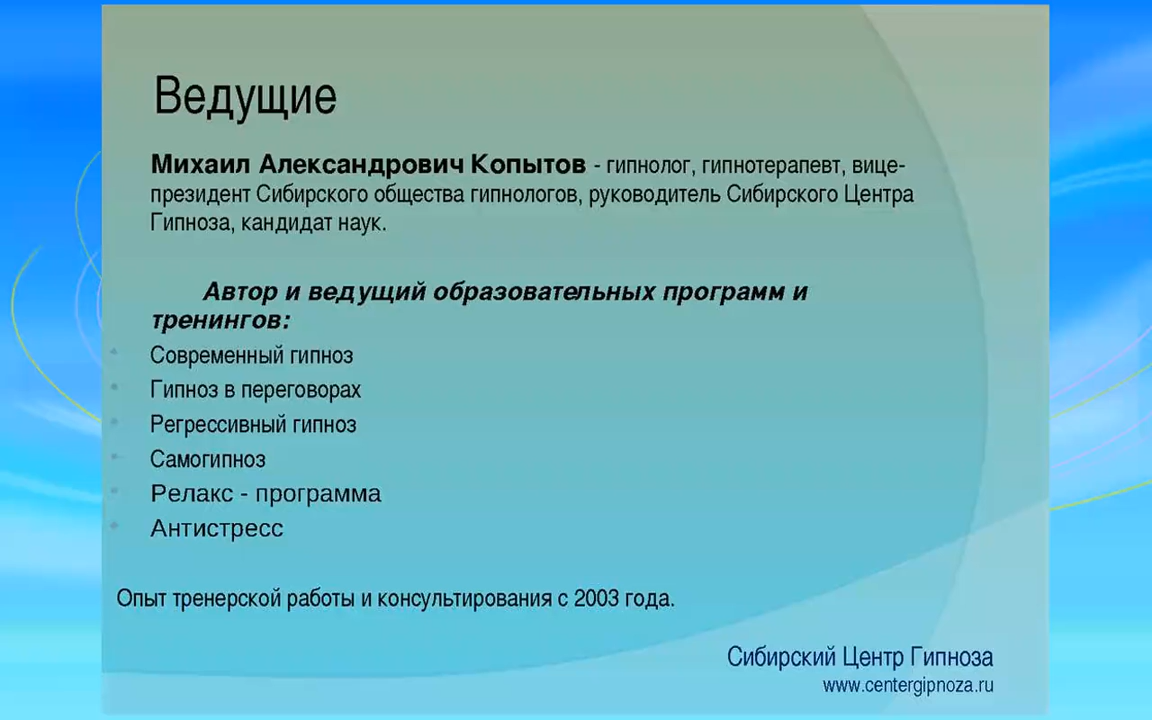 Ведущие
Михаил Александрович Копытов - гипнолог, гипнотерапевт, вице-
президент Сибирского общества гипнологов, руководитель Сибирского Центра
Гипноза, кандидат наук.
Автор и ведущий образовательных программ и
тренингов:
Современный гипноз
Гипноз в переговорах
Регрессивный гипноз
Самогипноз
Релакс - программа
Антистресс
Опыт тренерской работы и консультирования с 2003 года.
Сибирский Центр Гипноза
www.centergipnoza.ru